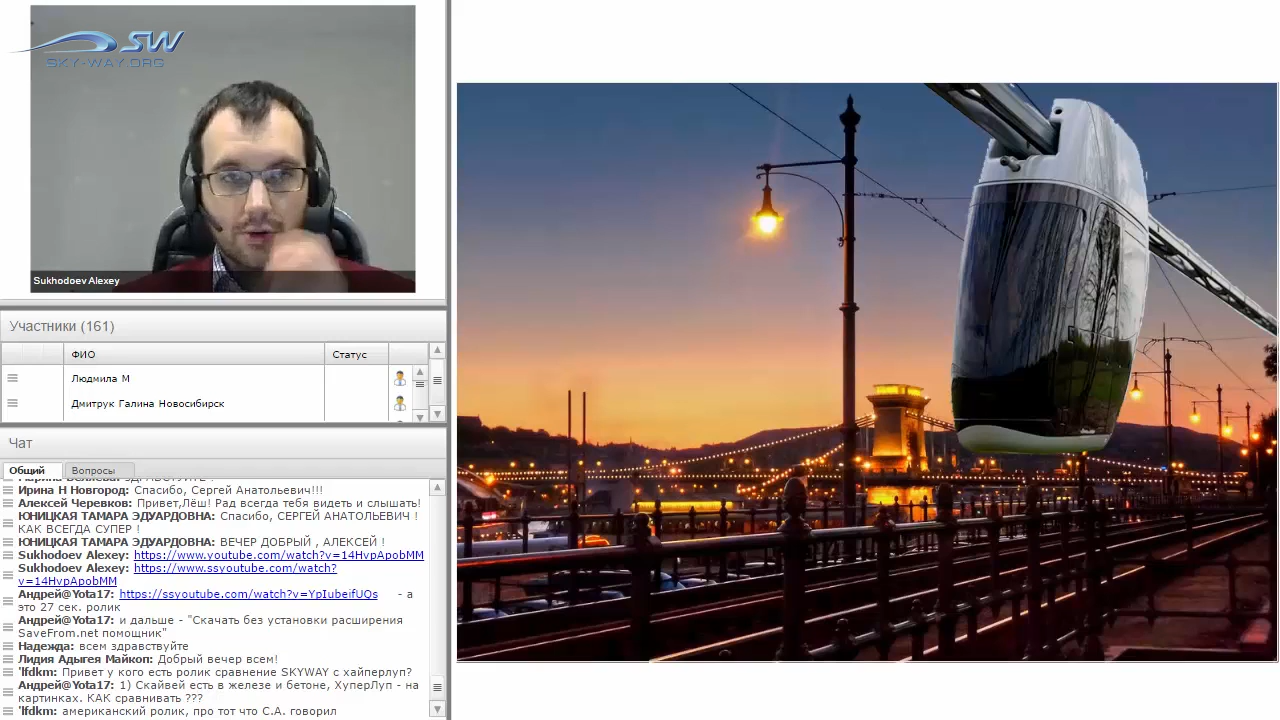 SW
SKY-WAY.ORG
Sukhodoev Alexey
Участники (161)
ФИО
Статус
Людмила М
Дмитрук Галина Новосибирск
Чат
Общий
Вопросы
Ирина Н Новгород: Спасибо, Сергей Анатольевич!!!
Алексей Черевков: Привет,Лёш! Рад всегда тебя видеть и слышать!
ЮНИЦКАЯ ТАМАРА ЭДУАРДОВНА: Спасибо, СЕРГЕЙ АНАТОЛЬЕВИЧ !
КАК ВСЕГДА СУПЕР !
ЮНИЦКАЯ ТАМАРА ЭДУАРДОВНА: ВЕЧЕР ДОБРЫЙ , АЛЕКСЕЙ !
Sukhodoev Alexey: https://www.youtube.com/watch?v=14HvpApobMM
Sukhodoev Alexey: https://www.ssyoutube.com/watch?
v=14HvpApobMM
Андрей@Yota17: https://ssyoutube.com/watch?v=YpIubeifUQs - а
это 27 сек. ролик
Андрей@Yota17: и дальше - "Скачать без установки расширения
SaveFrom.net помощник"
Надежда: всем здравствуйте
Лидия Адыгея Майкоп: Добрый вечер всем!
'lfdkm: Привет у кого есть ролик сравнение SKYWAY с хайперлуп?
Андрей@Yota17: 1) Скайвей есть в железе и бетоне, ХуперЛуп - на
картинках. КАК сравнивать ???
'lfdkm: американский ролик, про тот что С.А. говорил